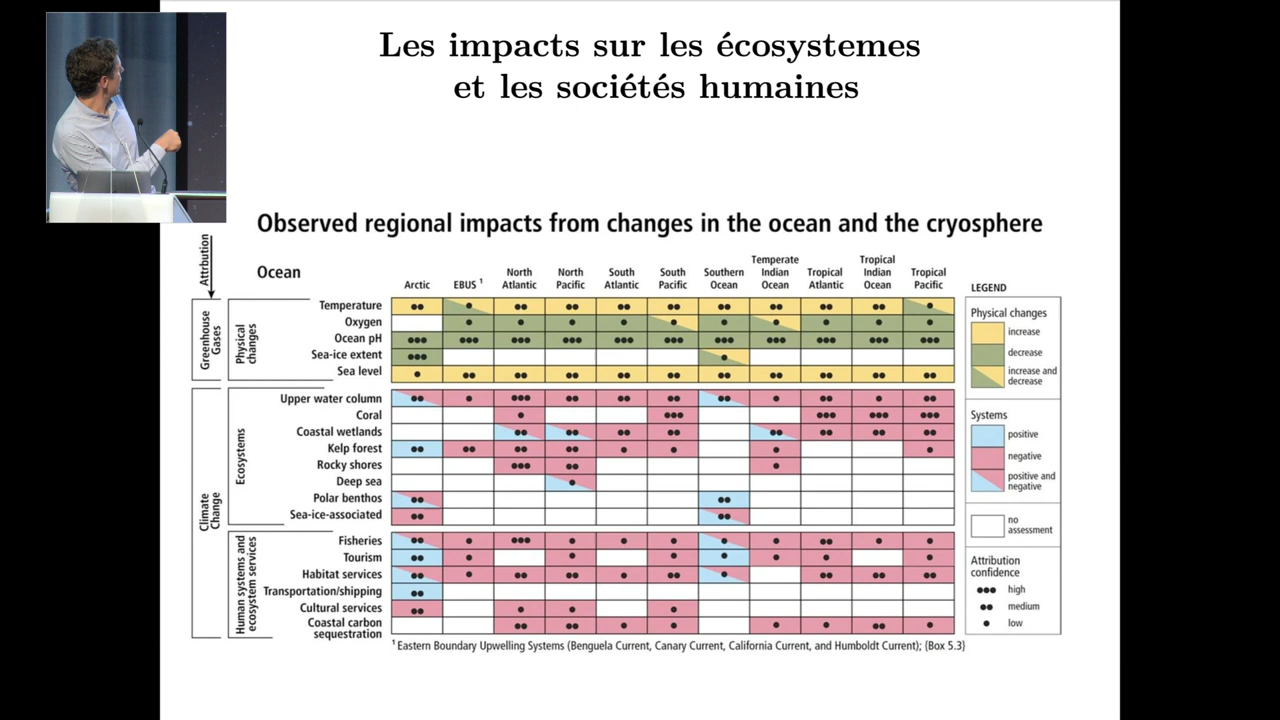 Les impacts sur les écosystemes
et les sociétés humaines
Observed regional impacts from changes in the ocean and the cryosphere
Attribution
Ocean
Arctic
EBUS ¹
North
Atlantic
North
Pacific
South
Atlantic
South
Pacific
Southern
Ocean
Temperate
Indian
Ocean
Tropical
Atlantic
Tropical
Indian
Ocean
Tropical
Pacific
Greenhouse
Gases
Physical
changes
Temperature
Oxygen
Ocean pH
Sea-ice extent
Sea level
Climate
Change
Ecosystems
Upper water column
Coral
Coastal wetlands
Kelp forest
Rocky shores
Deep sea
Polar benthos
Sea-ice-associated
Human systems and
ecosystem services
Fisheries
Tourism
Habitat services
Transportation/shipping
Cultural services
Coastal carbon
sequestration
LEGEND
Physical changes
increase
decrease
increase and
decrease
Systems
positive
negative
positive and
negative
no
assessment
Attribution
confidence
high
medium
low
¹ Eastern Boundary Upwelling Systems (Benguela Current, Canary Current, California Current, and Humboldt Current); {Box 5.3}